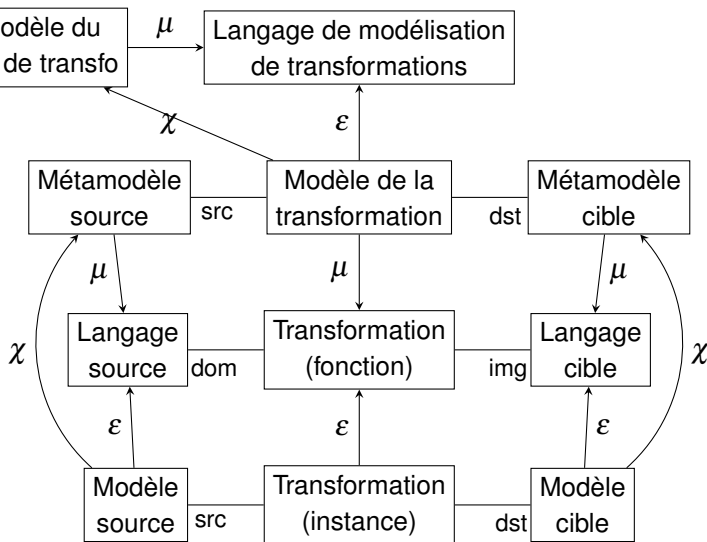 odèle du
de transfo
μ
Langage de modélisation
de transformations
χ
ε
Métamodèle
source
src
Modèle de la
transformation
dst
Métamodèle
cible
μ
μ
μ
χ
Langage
source
dom
Transformation
(fonction)
img
Langage
cible
χ
ε
ε
ε
Modèle
source
src
Transformation
(instance)
dst
Modèle
cible